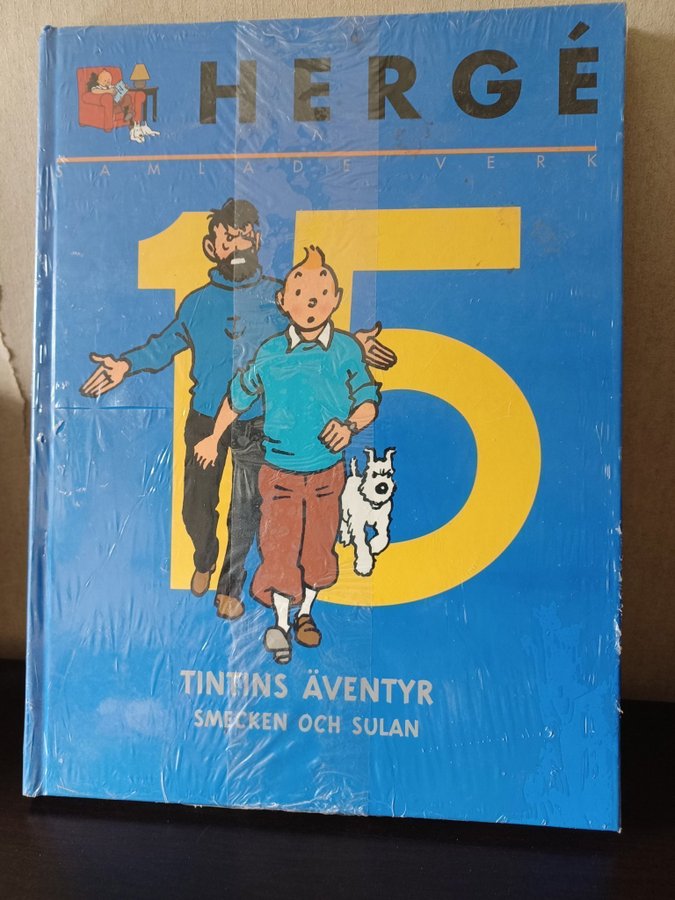 HERGÉ
SAMLADE VERK
15
TINTINS ÄVENTYR
SMECKEN OCH SULAN